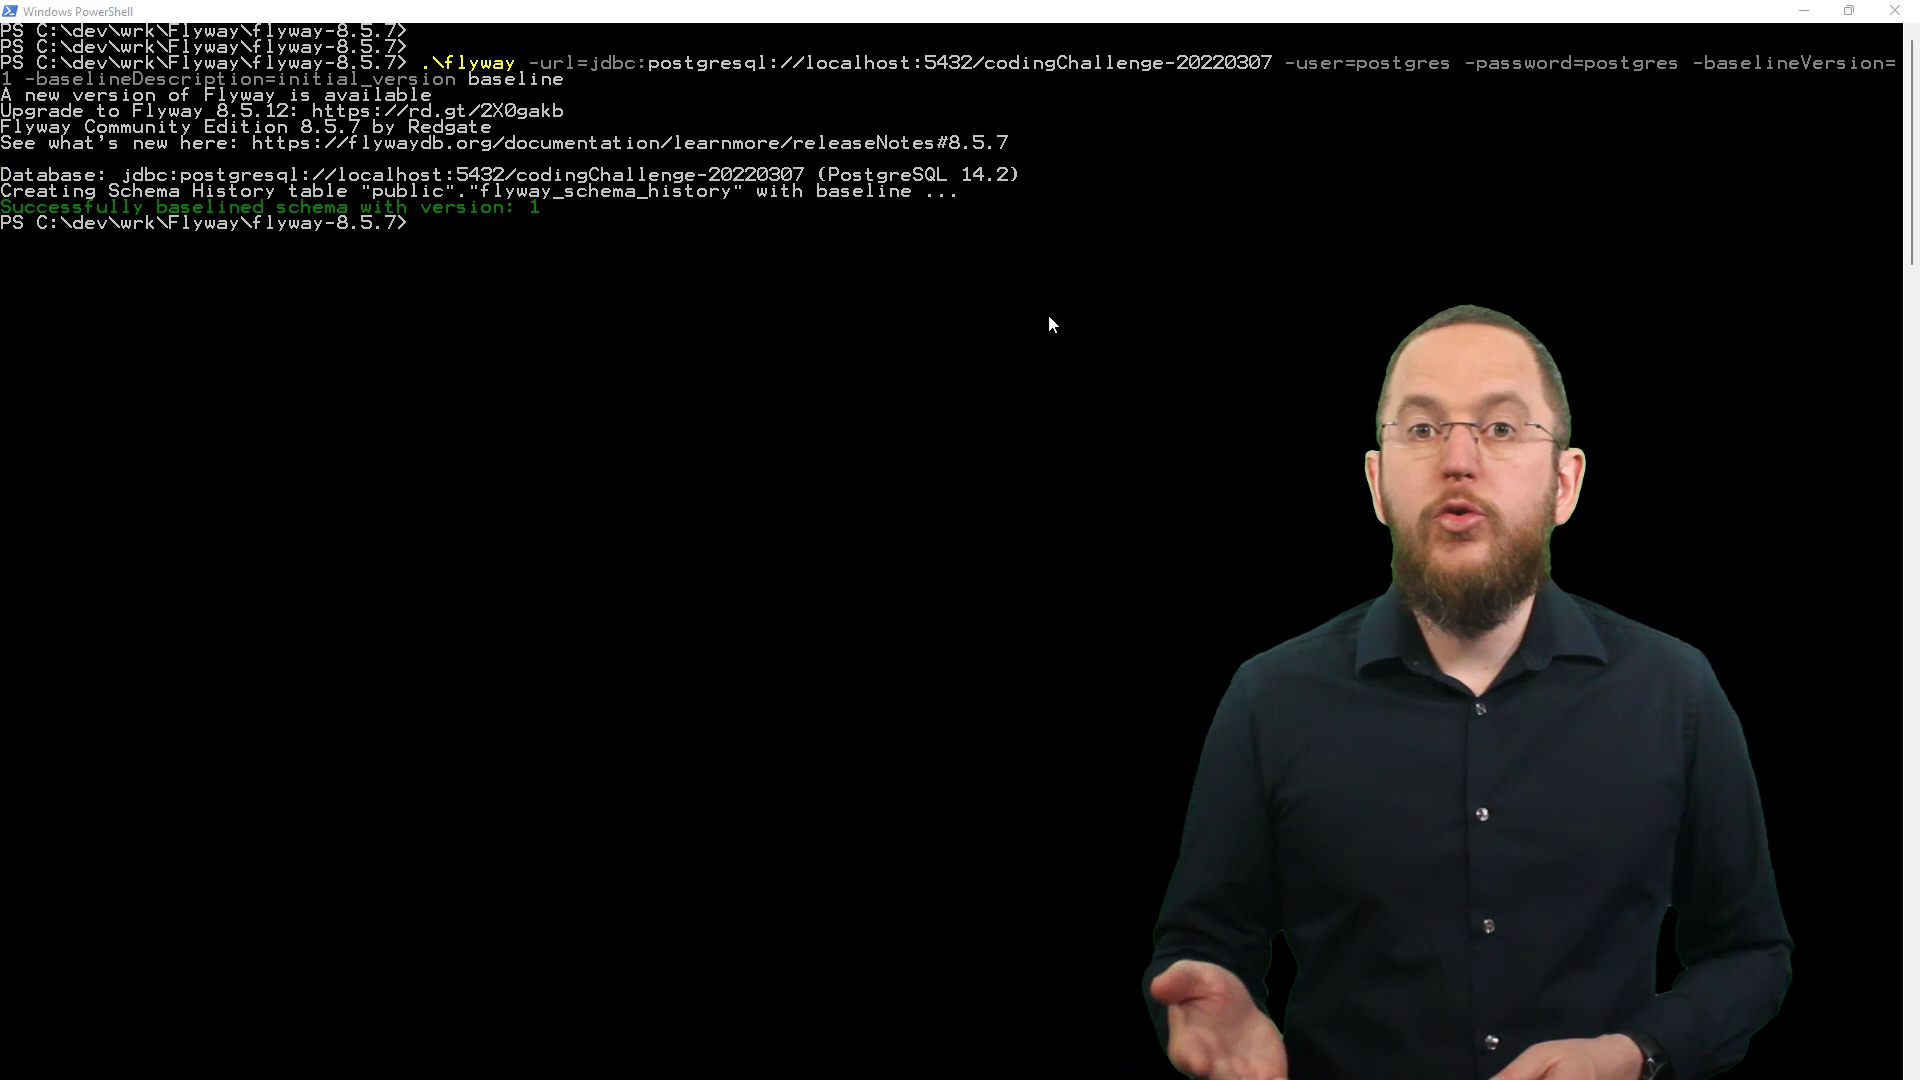 Windows PowerShell
PS C:\dev\wrk\Flyway\flyway-8.5.7>
PS C:\dev\wrk\Flyway\flyway-8.5.7>
PS C:\dev\wrk\Flyway\flyway-8.5.7> .\flyway -url=jdbc:postgresql://localhost:5432/codingChallenge-20220307 -user=postgres -password=postgres -baselineVersion=
1 -baselineDescription=initial_version baseline
A new version of Flyway is available
Upgrade to Flyway 8.5.12: https://rd.gt/2X0gakb
Flyway Community Edition 8.5.7 by Redgate
See what's new here: https://flywaydb.org/documentation/learnmore/releaseNotes#8.5.7
Database: jdbc:postgresql://localhost:5432/codingChallenge-20220307 (PostgreSQL 14.2)
Creating Schema History table "public"."flyway_schema_history" with baseline ...
Successfully baselined schema with version: 1
PS C:\dev\wrk\Flyway\flyway-8.5.7>